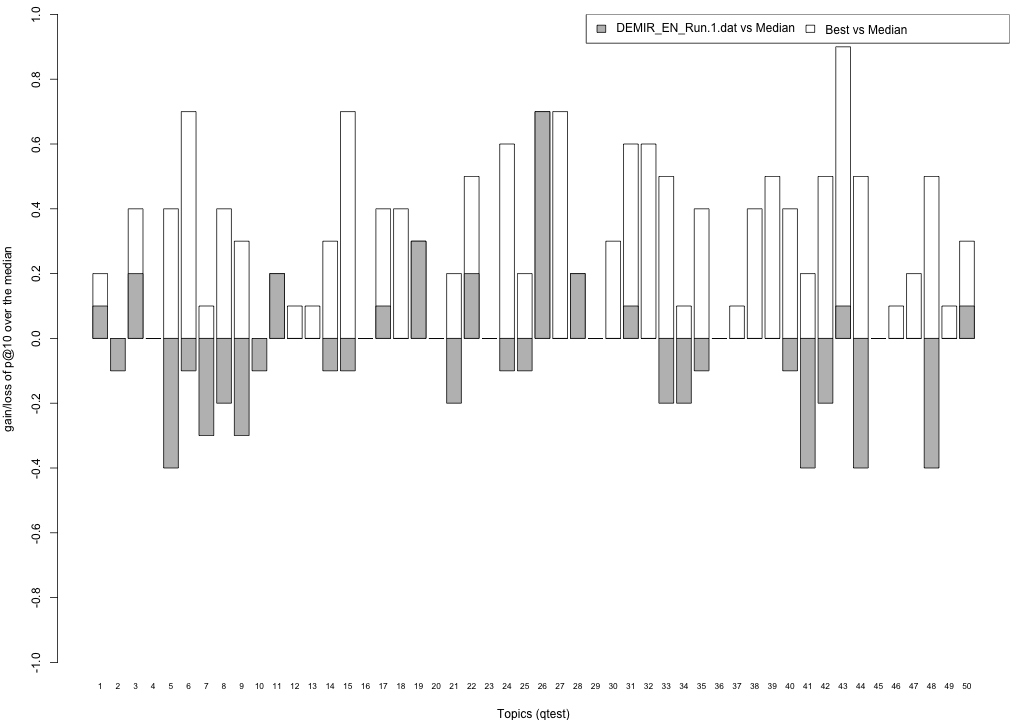 DEMIR_EN_Run.1.dat vs Median Best vs Median
gain/loss of p@10 over the median
1.0
0.8
0.6
0.4
0.2
0.0
-0.2
-0.4
-0.6
-0.8
-1.0
1 2 3 4 5 6 7 8 9 10 11 12 13 14 15 16 17 18 19 20 21 22 23 24 25 26 27 28 29 30 31 32 33 34 35 36 37 38 39 40 41 42 43 44 45 46 47 48 49 50
Topics (qtest)